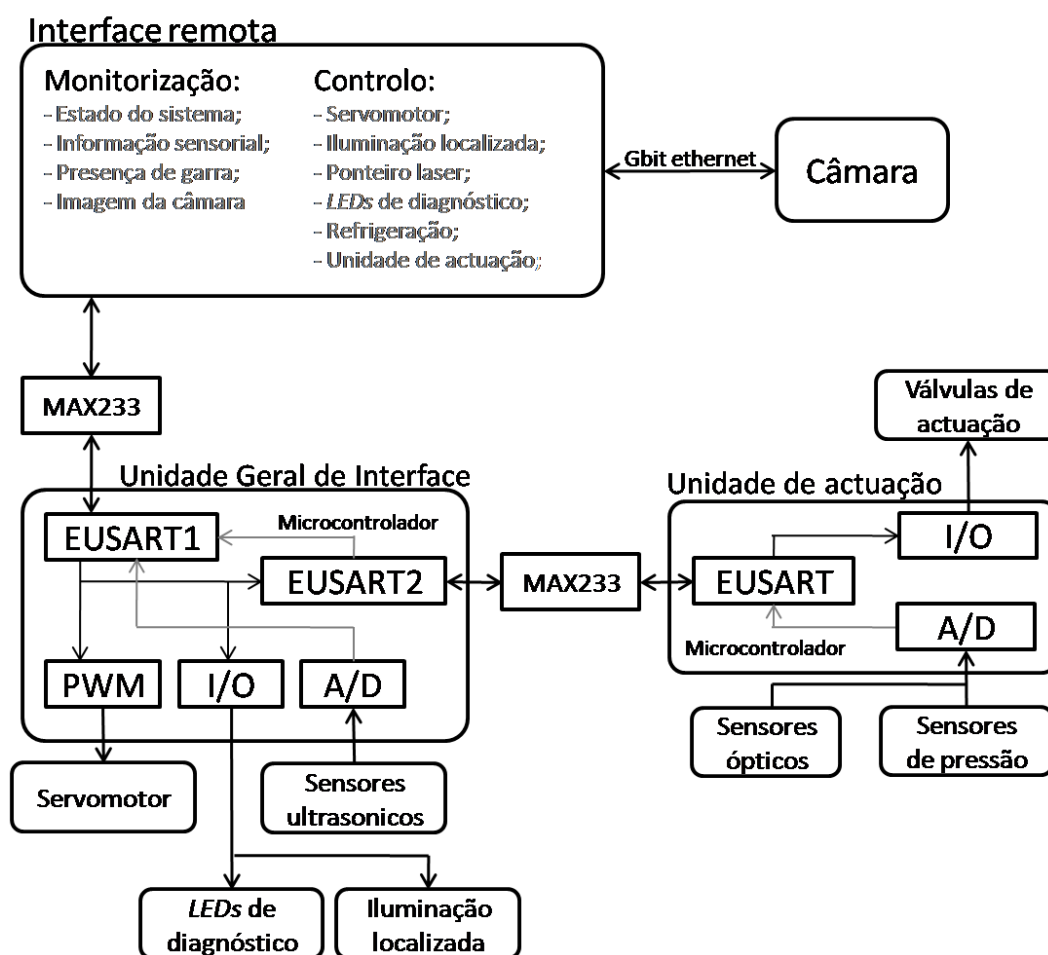 Interface remota
Monitorização:
- Estado do sistema;
- Informação sensorial;
- Presença de garra;
- Imagem da câmara
Controlo:
- Servomotor;
- Iluminação localizada;
- Ponteiro laser;
- LEDs de diagnóstico;
- Refrigeração;
- Unidade de actuação;
Gbit ethernet
Câmara
MAX233
Válvulas de
actuação
Unidade Geral de Interface
Microcontrolador
EUSART1
EUSART2
PWM
I/O
A/D
MAX233
Unidade de actuação
I/O
EUSART
A/D
Microcontrolador
Servomotor
Sensores
ultrasonicos
Sensores
ópticos
Sensores
de pressão
LEDs de
diagnóstico
Iluminação
localizada